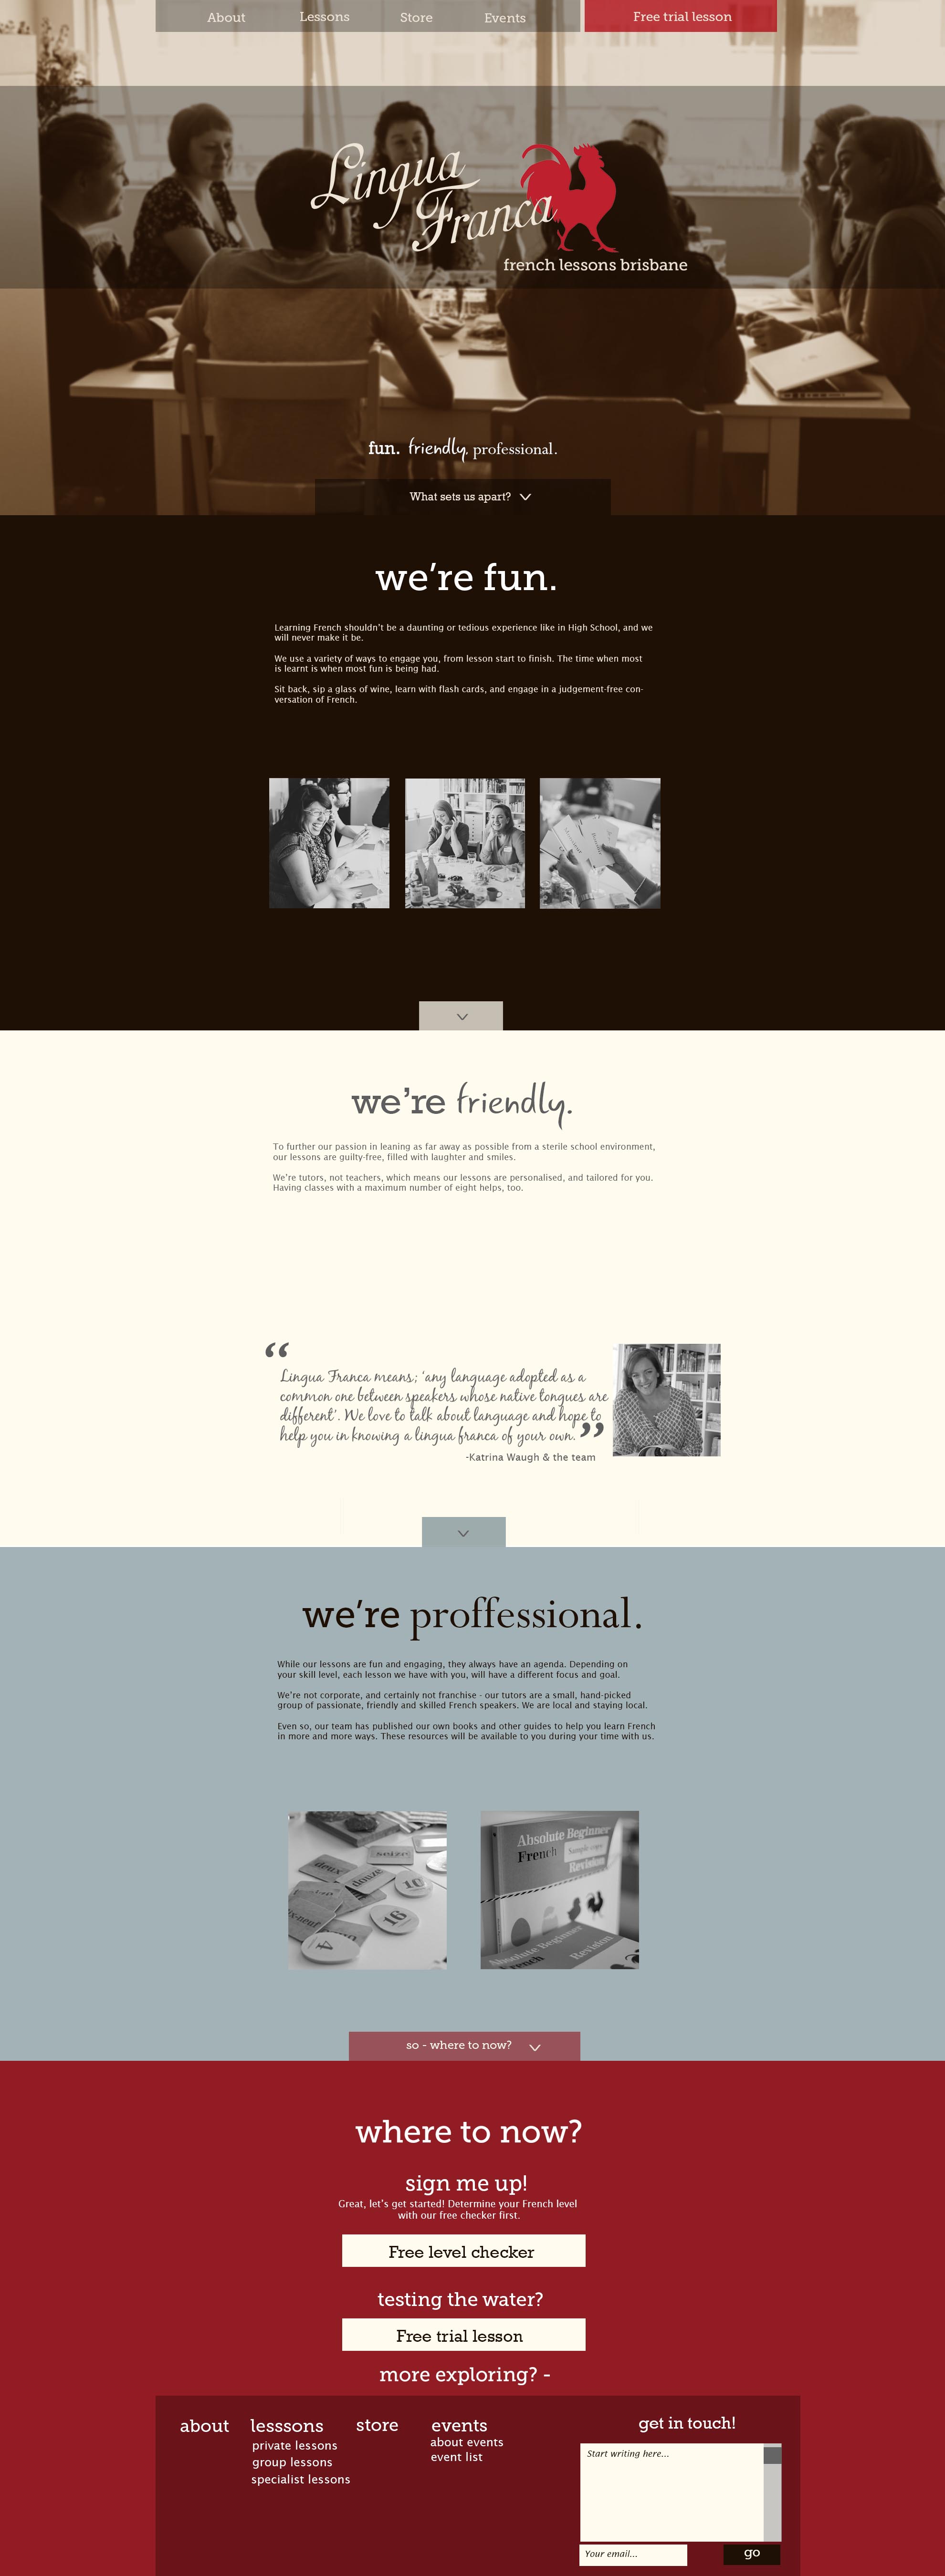 About Lessons Store Events Free trial lesson
Lingua
Franca
french lessons brisbane
fun. friendly. professional.
What sets us apart?
we're fun.
Learning French shouldn't be a daunting or tedious experience like in High School, and we
will never make it be.
We use a variety of ways to engage you, from lesson start to finish. The time when most
is learnt is when most fun is being had.
Sit back, sip a glass of wine, learn with flash cards, and engage in a judgement-free con-
versation of French.
we're friendly.
To further our passion in leaning as far away as possible from a sterile school environment,
our lessons are guilty-free, filled with laughter and smiles.
We're tutors, not teachers, which means our lessons are personalised, and tailored for you.
Having classes with a maximum number of eight helps, too.
“
Lingua Franca means; 'any language adopted as a
common one between speakers whose native tongues are
different'. We love to talk about language and hope to
help you in knowing a lingua franca of your own. ”
-Katrina Waugh & the team
we're proffessional.
While our lessons are fun and engaging, they always have an agenda. Depending on
your skill level, each lesson we have with you, will have a different focus and goal.
We're not corporate, and certainly not franchise - our tutors are a small, hand-picked
group of passionate, friendly and skilled French speakers. We are local and staying local.
Even so, our team has published our own books and other guides to help you learn French
in more and more ways. These resources will be available to you during your time with us.
deux
douze
10
16
Absolute Beginner
French
Sample copy
Revision
Absolute Beginner
French
Revision
so - where to now?
where to now?
sign me up!
Great, let's get started! Determine your French level
with our free checker first.
Free level checker
testing the water?
Free trial lesson
more exploring? -
about
lesssons
private lessons
group lessons
specialist lessons
store
events
about events
event list
get in touch!
Start writing here...
Your email...
go